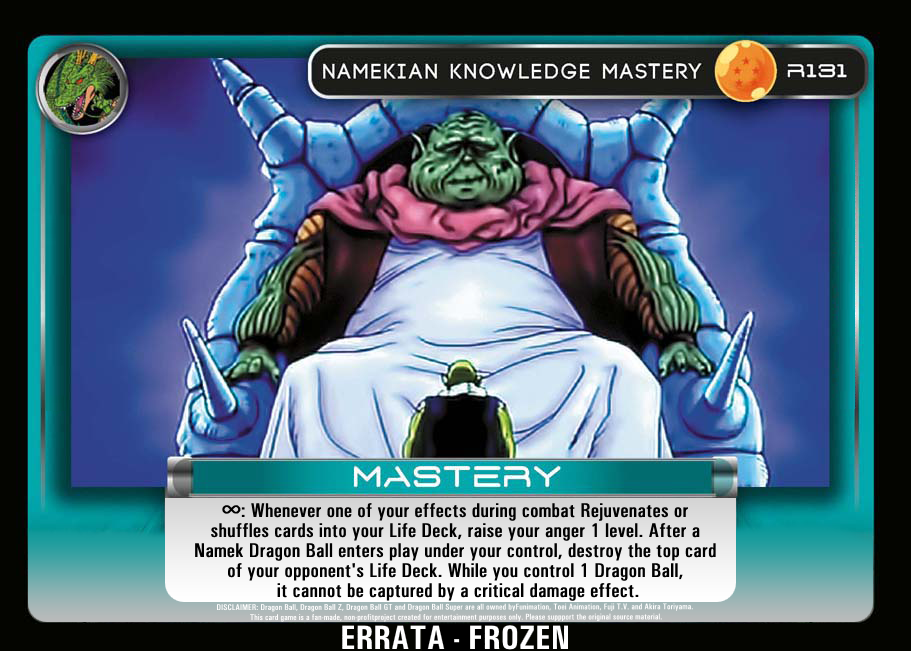 NAMEKIAN KNOWLEDGE MASTERY R131
MASTERY
∞: Whenever one of your effects during combat Rejuvenates or
shuffles cards into your Life Deck, raise your anger 1 level. After a
Namek Dragon Ball enters play under your control, destroy the top card
of your opponent's Life Deck. While you control 1 Dragon Ball,
it cannot be captured by a critical damage effect.
DISCLAIMER: Dragon Ball, Dragon Ball Z, Dragon Ball GT and Dragon Ball Super are all owned byFunimation, Toei Animation, Fuji T.V. and Akira Toriyama.
This card game is a fan-made, non-profitproject created for entertainment purposes only. Please suppport the original source material.
ERRATA - FROZEN